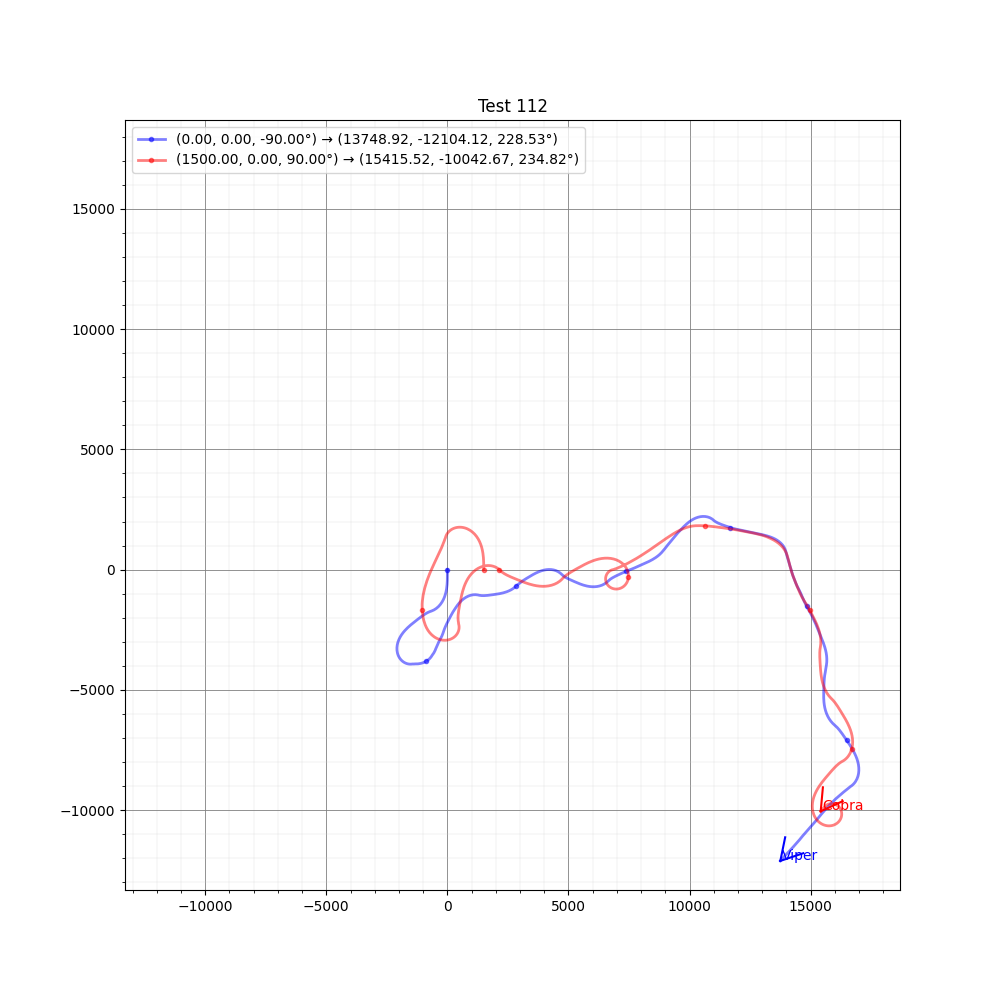 Test 112
(0.00, 0.00, -90.00°) → (13748.92, -12104.12, 228.53°)
(1500.00, 0.00, 90.00°) → (15415.52, -10042.67, 234.82°)
15000
10000
5000
0
−5000
−10000
Cobra
Viper
−10000 −5000 0 5000 10000 15000